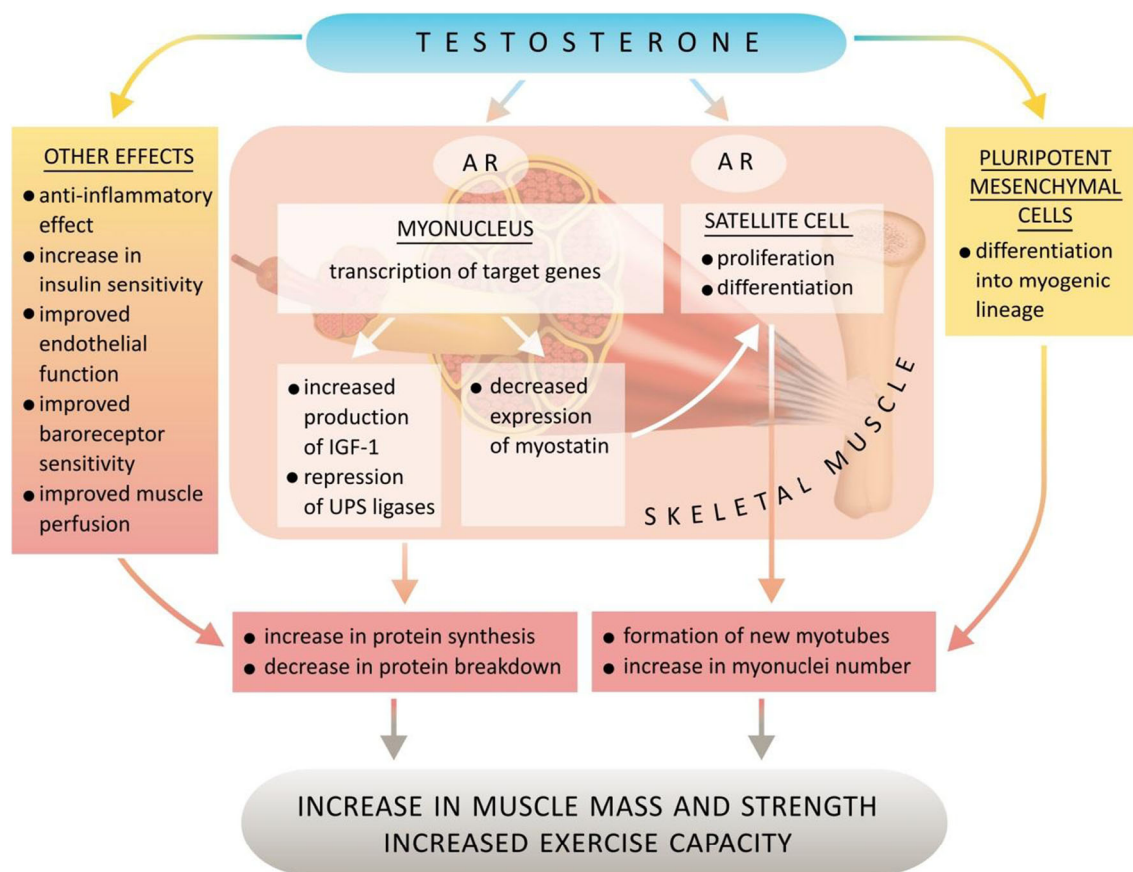 TESTOSTERONE
OTHER EFFECTS
● anti-inflammatory
effect
● increase in
insulin sensitivity
● improved
endothelial
function
● improved
baroreceptor
sensitivity
● improved muscle
perfusion
AR
MYONUCLEUS
transcription of target genes
● increased
production
of IGF-1
● repression
of UPS ligases
● decreased
expression
of myostatin
AR
SATELLITE CELL
● proliferation
● differentiation
SKELETAL MUSCLE
PLURIPOTENT
MESENCHYMAL
CELLS
● differentiation
into myogenic
lineage
● increase in protein synthesis
● decrease in protein breakdown
● formation of new myotubes
● increase in myonuclei number
INCREASE IN MUSCLE MASS AND STRENGTH
INCREASED EXERCISE CAPACITY